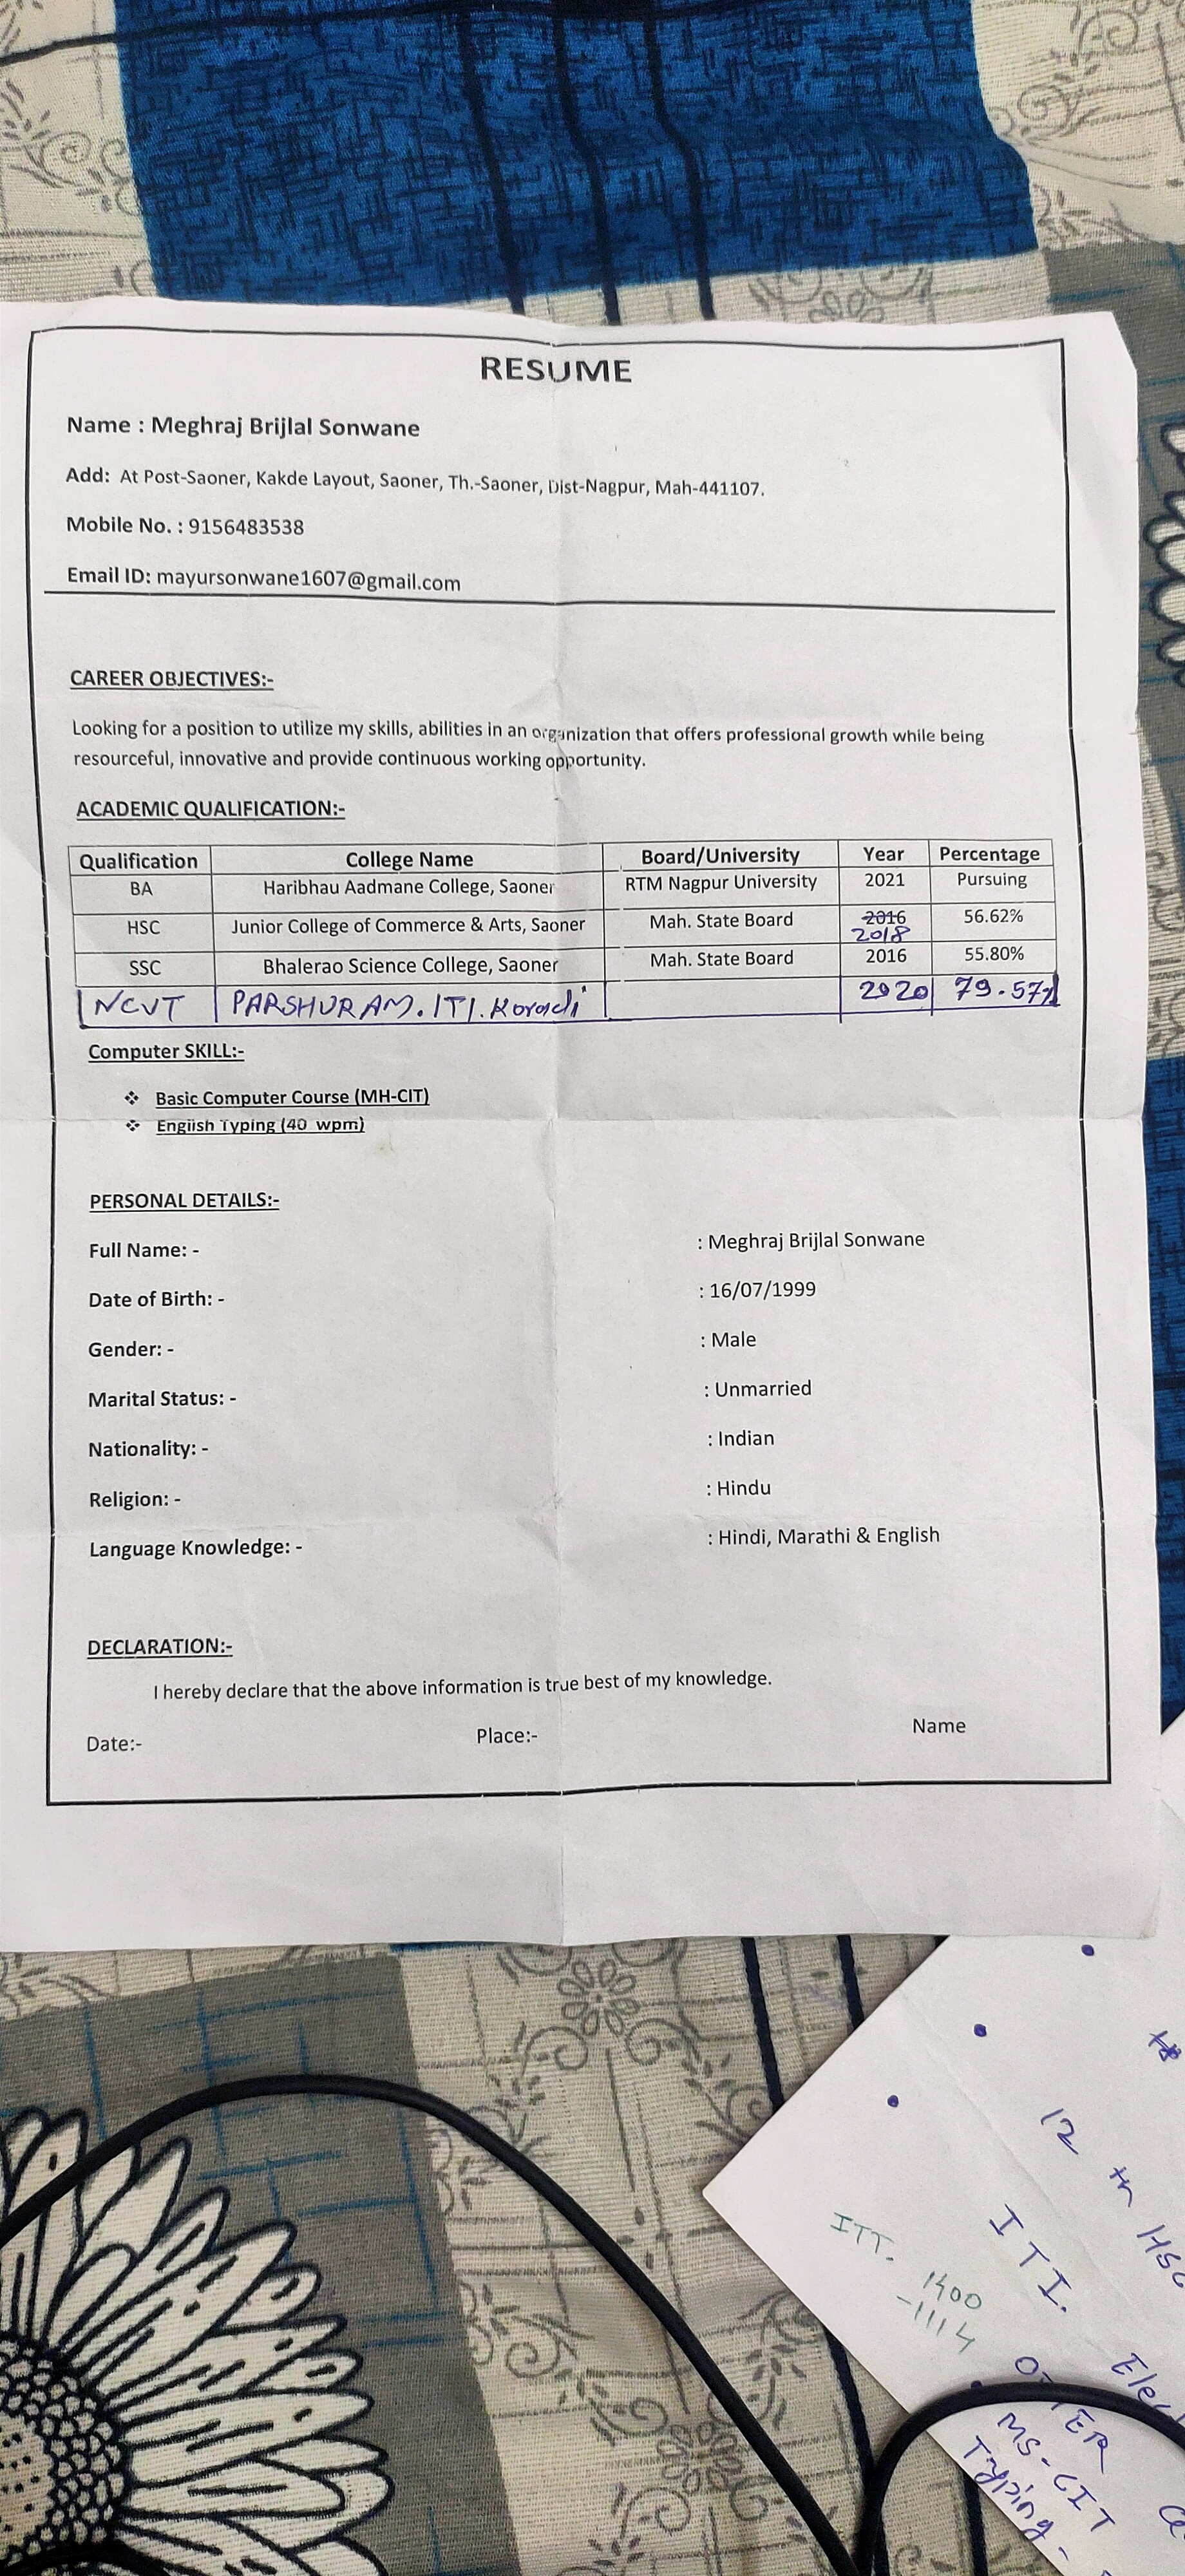 RESUME
Name : Meghraj Brijlal Sonwane
Add: At Post-Saoner, Kakde Layout, Saoner, Th.-Saoner, Dist-Nagpur, Mah-441107.
Mobile No. : 9156483538
Email ID: mayursonwane1607@gmail.com
CAREER OBJECTIVES:-
Looking for a position to utilize my skills, abilities in an organization that offers professional growth while being
resourceful, innovative and provide continuous working opportunity.
ACADEMIC QUALIFICATION:-
Qualification College Name Board/University Year Percentage
BA Haribhau Aadmane College, Saoner RTM Nagpur University 2021 Pursuing
HSC Junior College of Commerce & Arts, Saoner Mah. State Board 2016 56.62%
2018
SSC Bhalerao Science College, Saoner Mah. State Board 2016 55.80%
NCVT PARSHURAM. ITI. Koradi 2020 79.57%
Computer SKILL:-
❖ Basic Computer Course (MH-CIT)
❖ English Typing (40 wpm)
PERSONAL DETAILS:-
Full Name: - : Meghraj Brijlal Sonwane
Date of Birth: - : 16/07/1999
Gender: - : Male
Marital Status: - : Unmarried
Nationality: - : Indian
Religion: - : Hindu
Language Knowledge: - : Hindi, Marathi & English
DECLARATION:-
I hereby declare that the above information is true best of my knowledge.
Date:- Place:- Name
12 th HSC
ITI. Elec
ITI. 1400
-1114
MS-CIT
Typing -